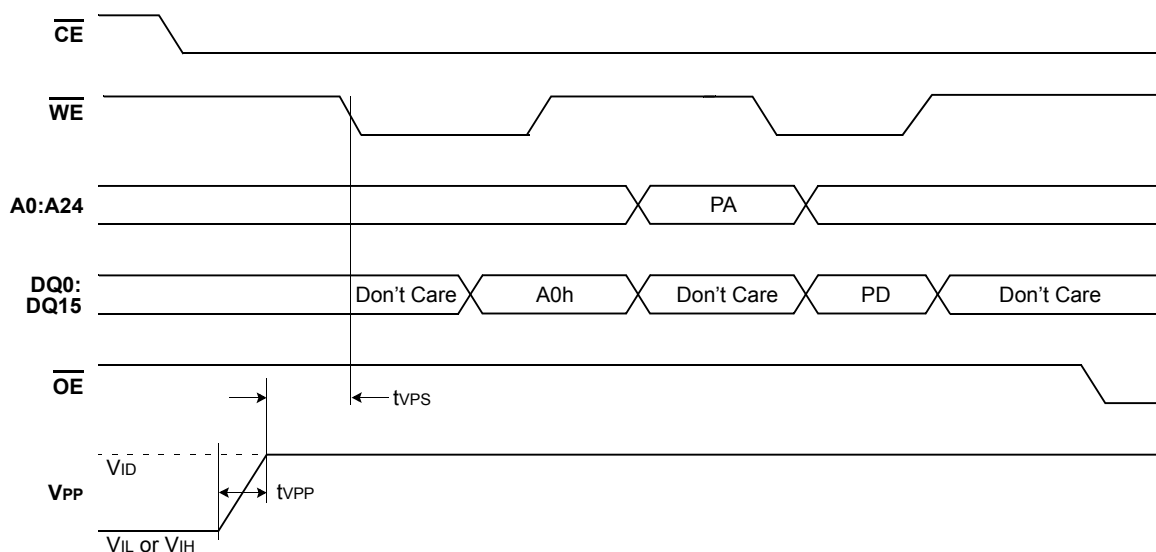 CE
WE
A0:A24
PA
DQ0:
DQ15
Don't Care
A0h
Don't Care
PD
Don't Care
OE
tVPS
VID
VPP
tVPP
VIL or VIH